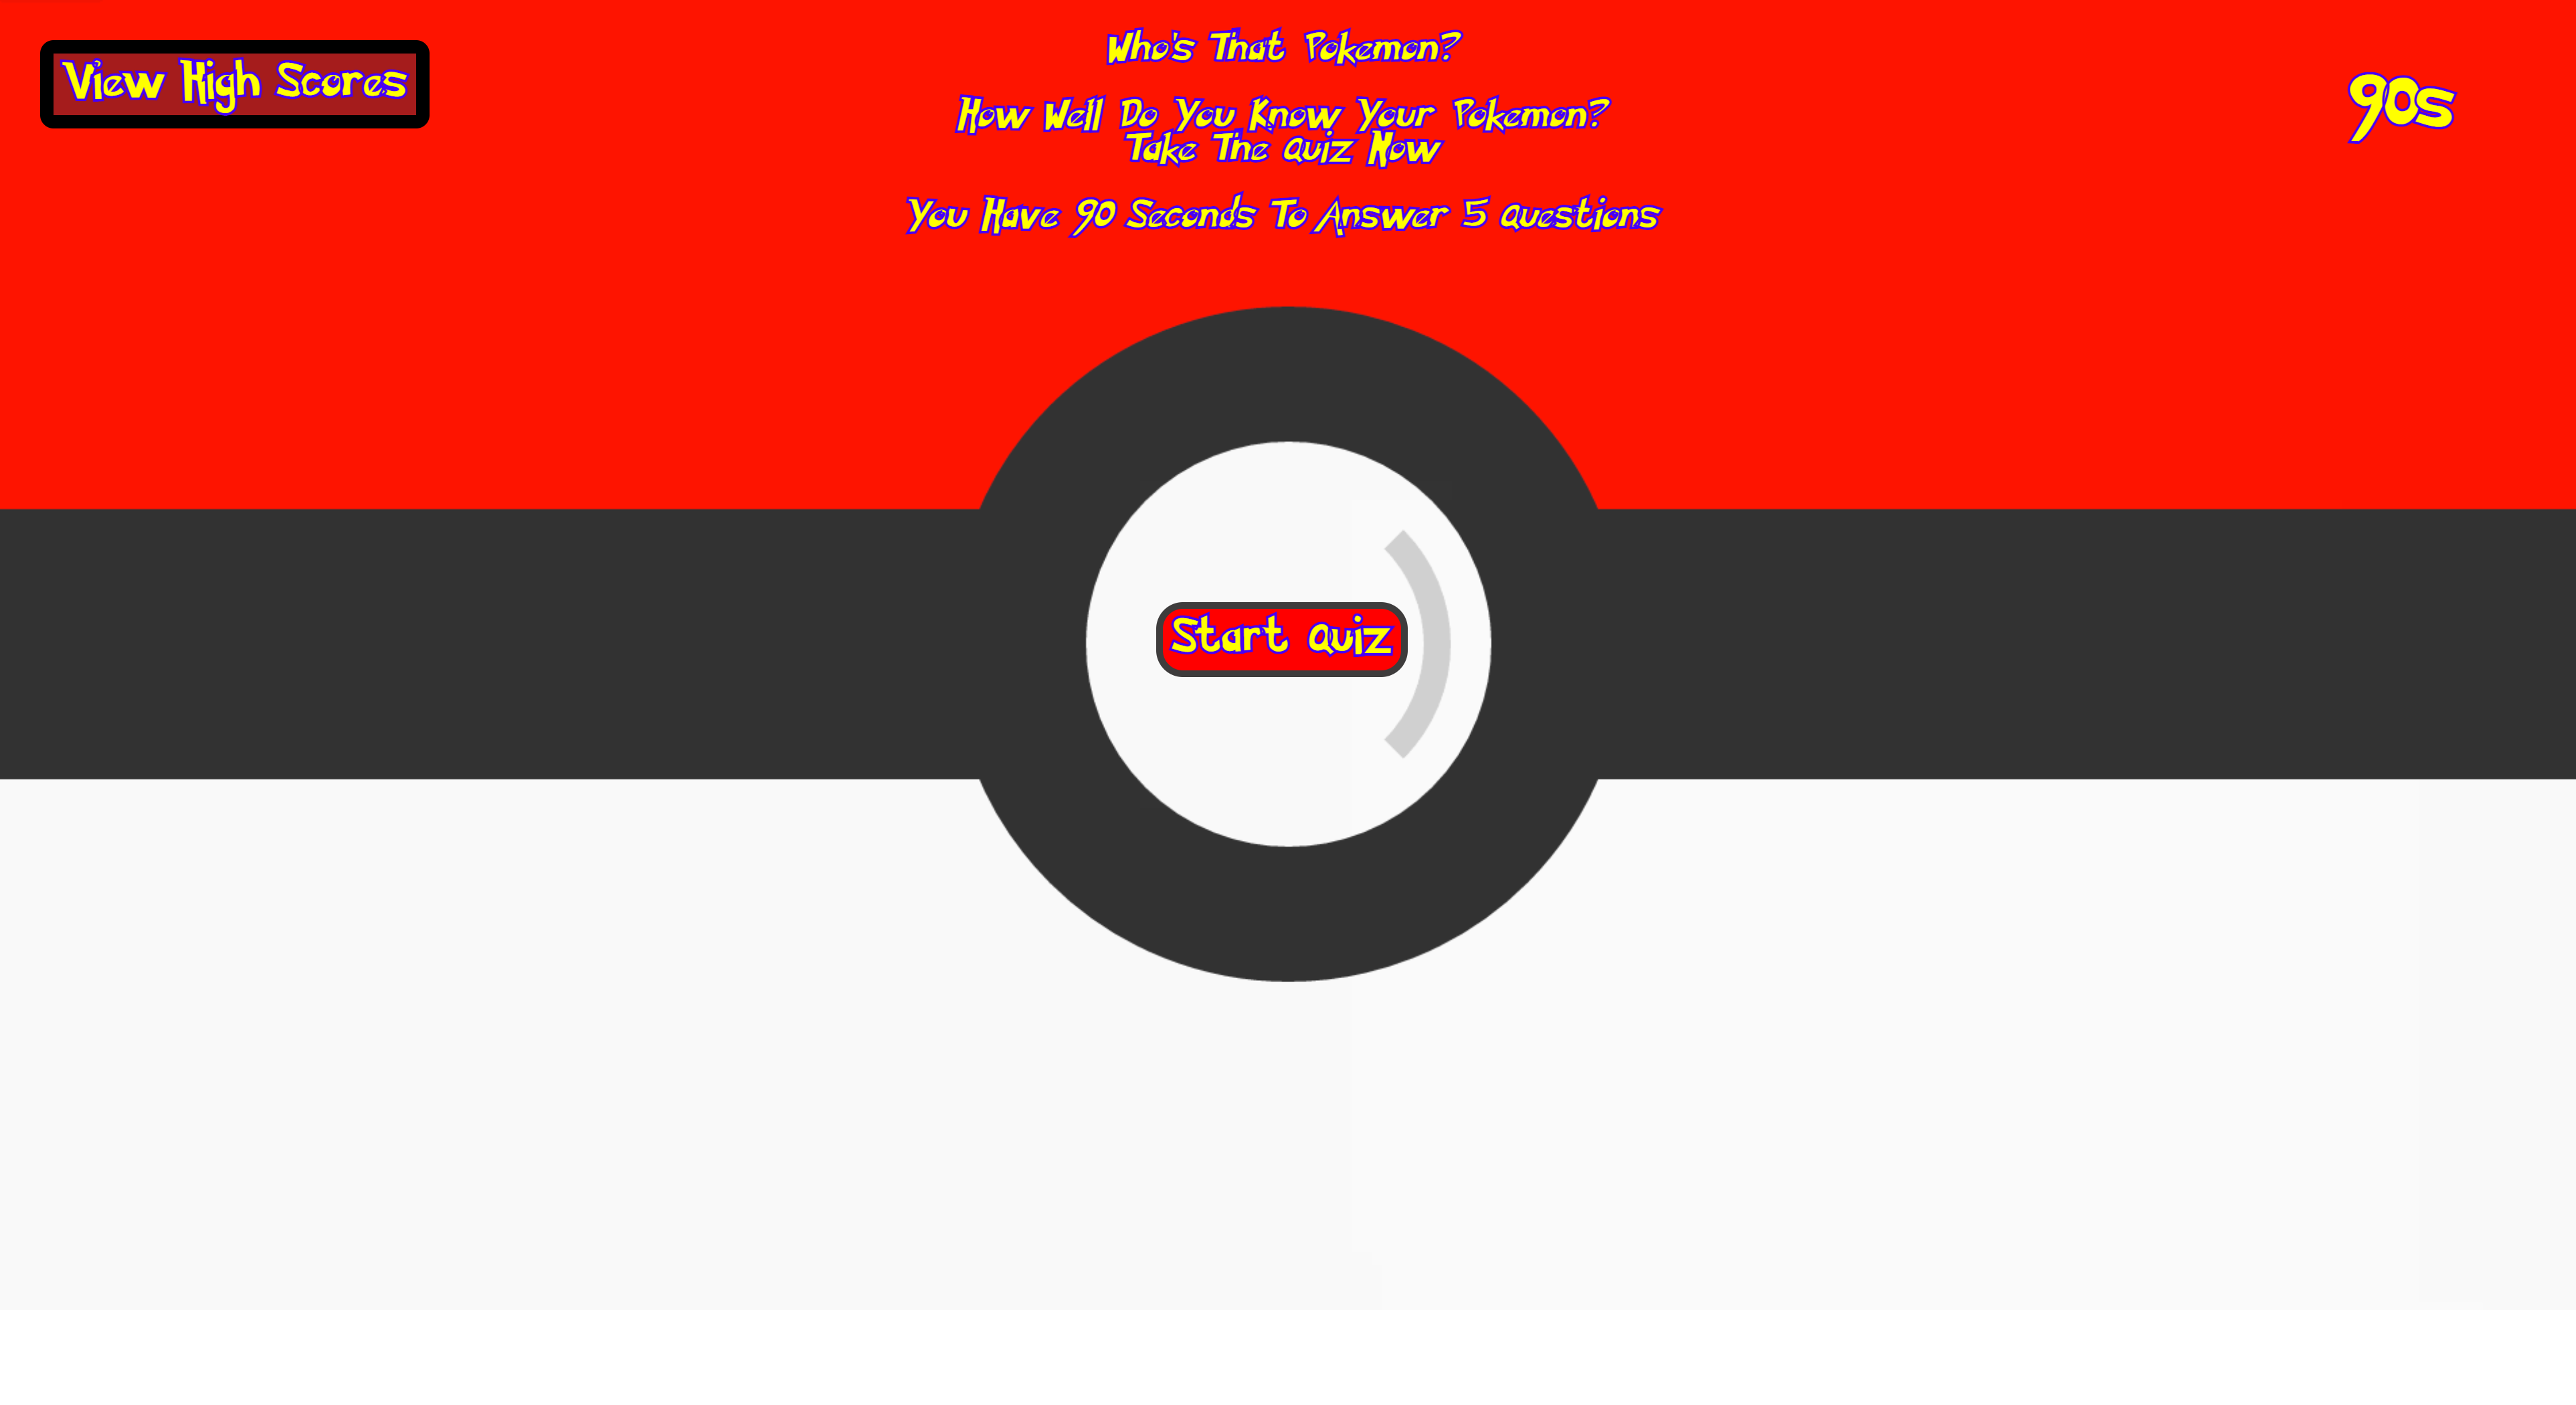 View High Scores
Who's That Pokemon?
How Well Do You Know Your Pokemon?
Take The Quiz Now
You Have 90 Seconds To Answer 5 Questions
90s
Start Quiz